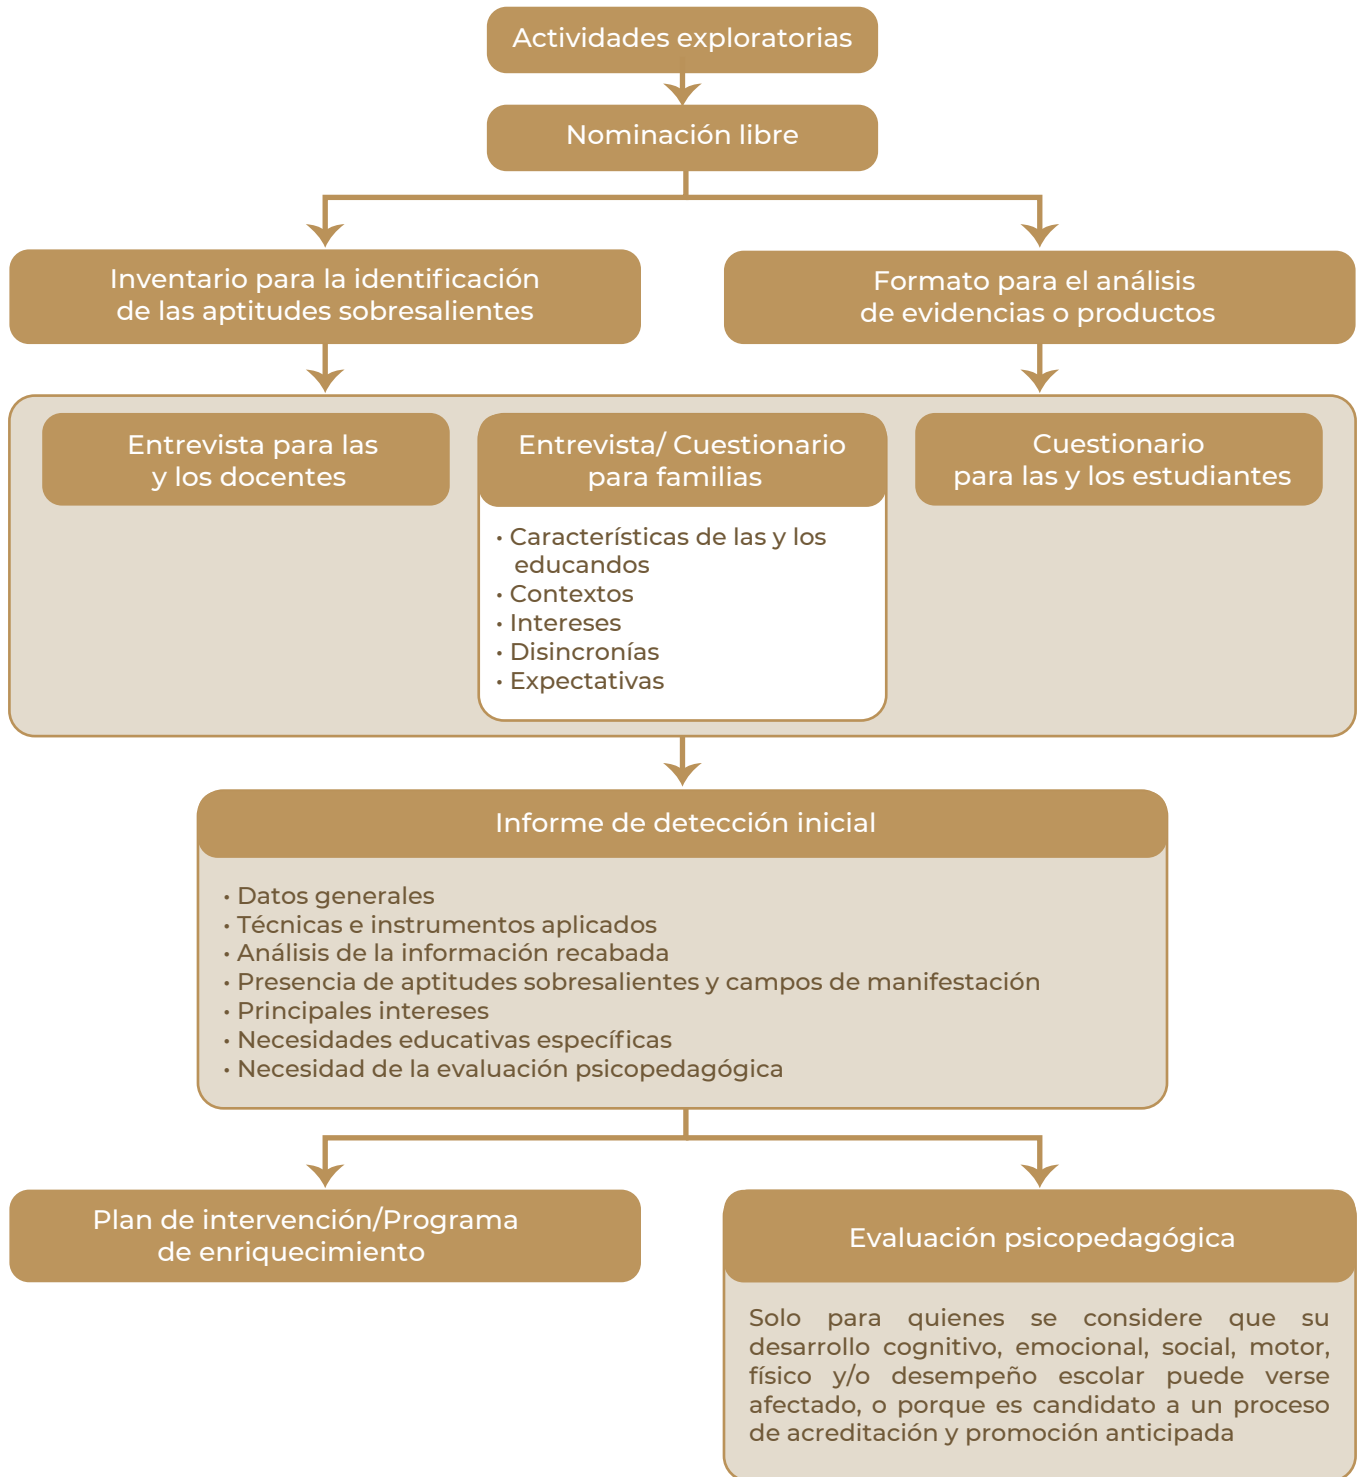 Actividades exploratorias
Nominación libre
Inventario para la identificación
de las aptitudes sobresalientes
Formato para el análisis
de evidencias o productos
Entrevista para las
y los docentes
Entrevista/ Cuestionario
para familias
• Características de las y los
educandos
• Contextos
• Intereses
• Disincronías
• Expectativas
Cuestionario
para las y los estudiantes
Informe de detección inicial
• Datos generales
• Técnicas e instrumentos aplicados
• Análisis de la información recabada
• Presencia de aptitudes sobresalientes y campos de manifestación
• Principales intereses
• Necesidades educativas específicas
• Necesidad de la evaluación psicopedagógica
Plan de intervención/Programa
de enriquecimiento
Evaluación psicopedagógica
Solo para quienes se considere que su
desarrollo cognitivo, emocional, social, motor,
físico y/o desempeño escolar puede verse
afectado, o porque es candidato a un proceso
de acreditación y promoción anticipada